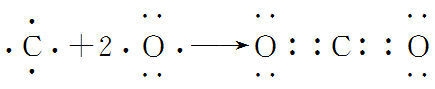 ·Ċ̣· + 2·Ö̤· ⟶ Ö̤::C::Ö̤